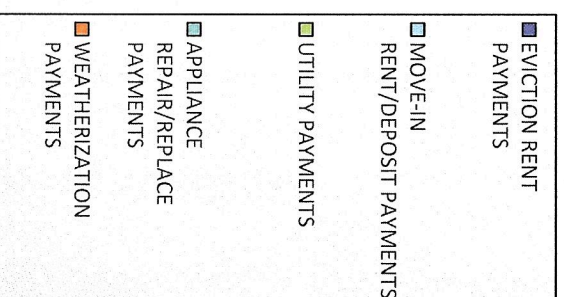 EVICTION RENT
PAYMENTS
MOVE-IN
RENT/DEPOSIT PAYMENTS
UTILITY PAYMENTS
APPLIANCE
REPAIR/REPLACE
PAYMENTS
WEATHERIZATION
PAYMENTS